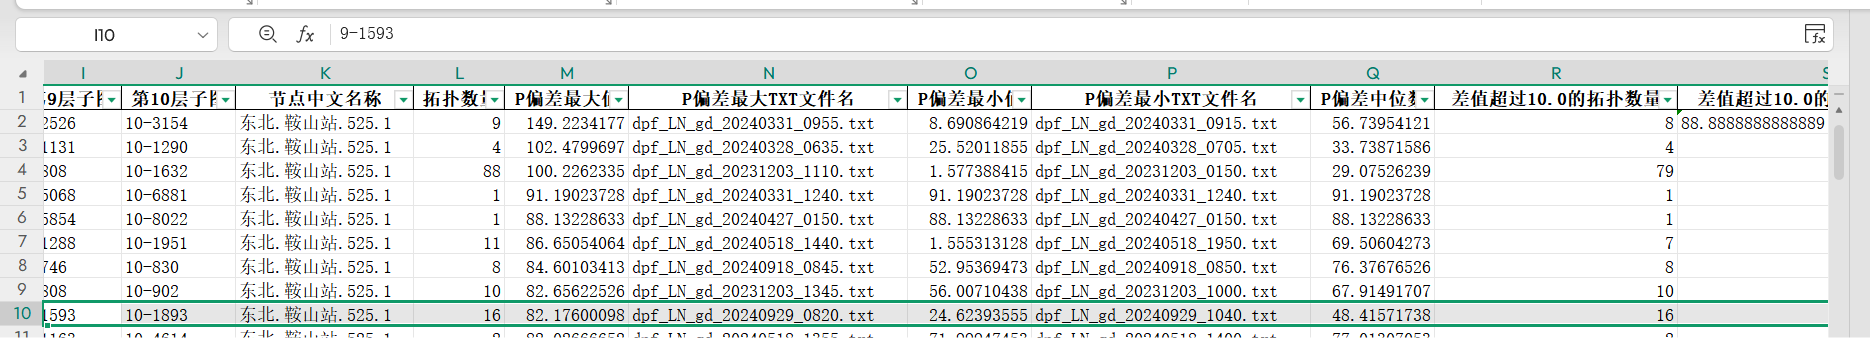 I10 fx 9-1593
I J K L M N O P Q R
1 9层子图 第10层子图 节点中文名称 拓扑数量 P偏差最大值 P偏差最大TXT文件名 P偏差最小值 P偏差最小TXT文件名 P偏差中位数 差值超过10.0的拓扑数量 差值超过10.0的
2 2526 10-3154 东北.鞍山站.525.1 9 149.2234177 dpf_LN_gd_20240331_0955.txt 8.690864219 dpf_LN_gd_20240331_0915.txt 56.73954121 8 88.8888888888889
3 1131 10-1290 东北.鞍山站.525.1 4 102.4799697 dpf_LN_gd_20240328_0635.txt 25.52011855 dpf_LN_gd_20240328_0705.txt 33.73871586 4
4 808 10-1632 东北.鞍山站.525.1 88 100.2262335 dpf_LN_gd_20231203_1110.txt 1.577388415 dpf_LN_gd_20231203_0150.txt 29.07526239 79
5 5068 10-6881 东北.鞍山站.525.1 1 91.19023728 dpf_LN_gd_20240331_1240.txt 91.19023728 dpf_LN_gd_20240331_1240.txt 91.19023728 1
6 5854 10-8022 东北.鞍山站.525.1 1 88.13228633 dpf_LN_gd_20240427_0150.txt 88.13228633 dpf_LN_gd_20240427_0150.txt 88.13228633 1
7 1288 10-1951 东北.鞍山站.525.1 11 86.65054064 dpf_LN_gd_20240518_1440.txt 1.555313128 dpf_LN_gd_20240518_1950.txt 69.50604273 7
8 746 10-830 东北.鞍山站.525.1 8 84.60103413 dpf_LN_gd_20240918_0845.txt 52.95369473 dpf_LN_gd_20240918_0850.txt 76.37676526 8
9 808 10-902 东北.鞍山站.525.1 10 82.65622526 dpf_LN_gd_20231203_1345.txt 56.00710438 dpf_LN_gd_20231203_1000.txt 67.91491707 10
10 1593 10-1893 东北.鞍山站.525.1 16 82.17600098 dpf_LN_gd_20240929_0820.txt 24.62393555 dpf_LN_gd_20240929_1040.txt 48.41571738 16